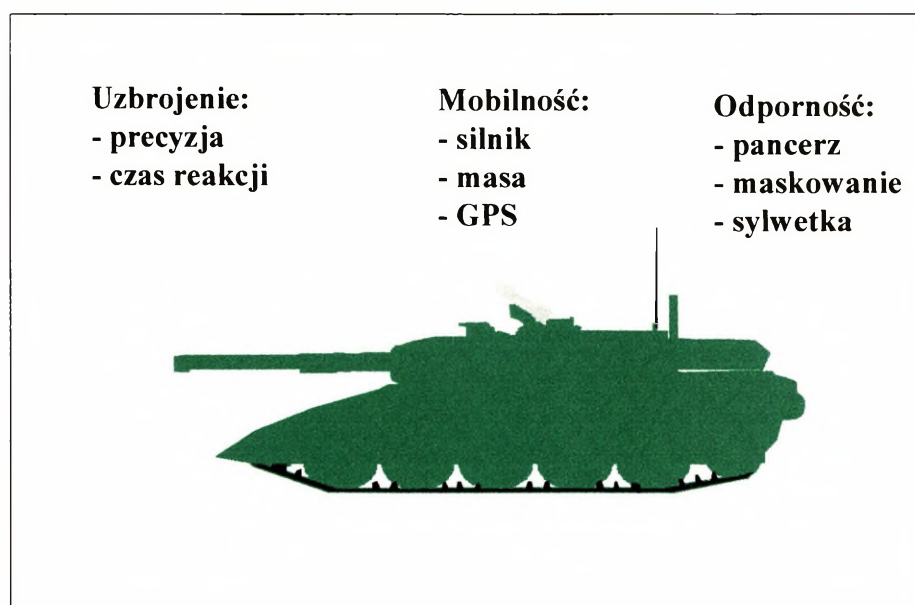 Uzbrojenie:
- precyzja
- czas reakcji
Mobilność:
- silnik
- masa
- GPS
Odporność:
- pancerz
- maskowanie
- sylwetka